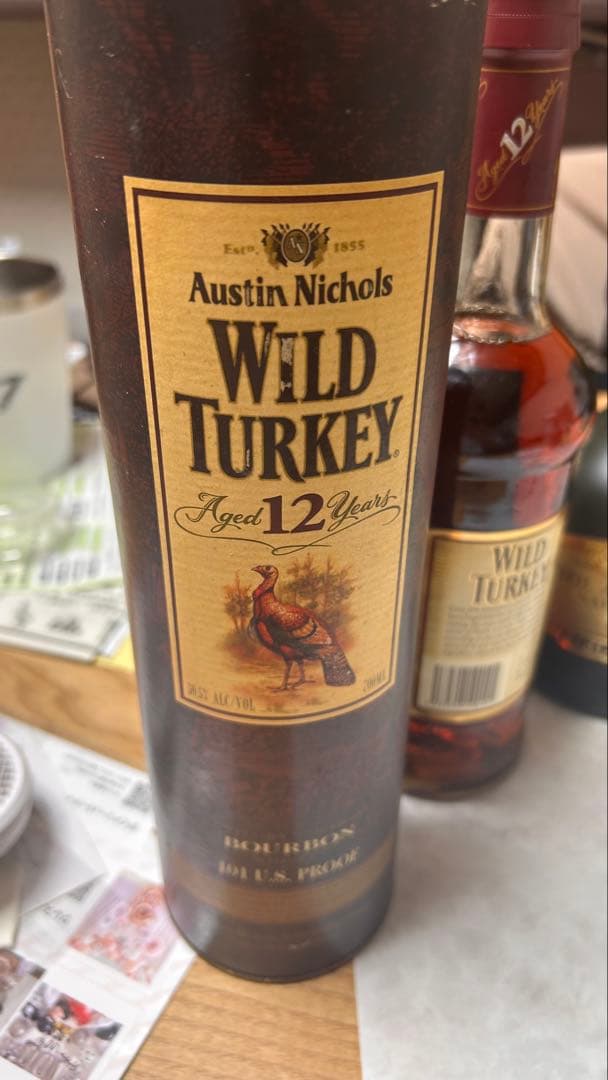 Estd. 1855
Austin Nichols
WILD
TURKEY®
Aged 12 Years
50.5% ALC/VOL 700ML
BOURBON
101 U.S. PROOF
Aged 12 Years
WILD
TURKEY